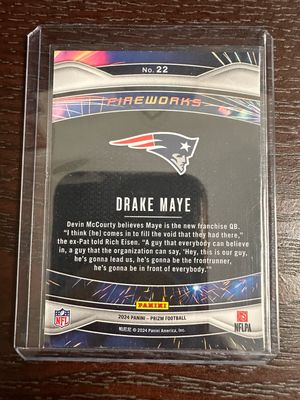 No. 22
FIREWORKS
DRAKE MAYE
Devin McCourty believes Maye is the new franchise QB.
"I think (he) comes in to fill the void that they had there,"
the ex-Pat told Rich Eisen. "A guy that everybody can believe
in, a guy that the organization can say, 'Hey, this is our guy,
he's gonna lead us, he's gonna be the frontrunner,
he's gonna be in front of everybody.'"
NFL
PANINI
NFLPA
2024 PANINI - PRIZM FOOTBALL
© 2024 Panini America, Inc.